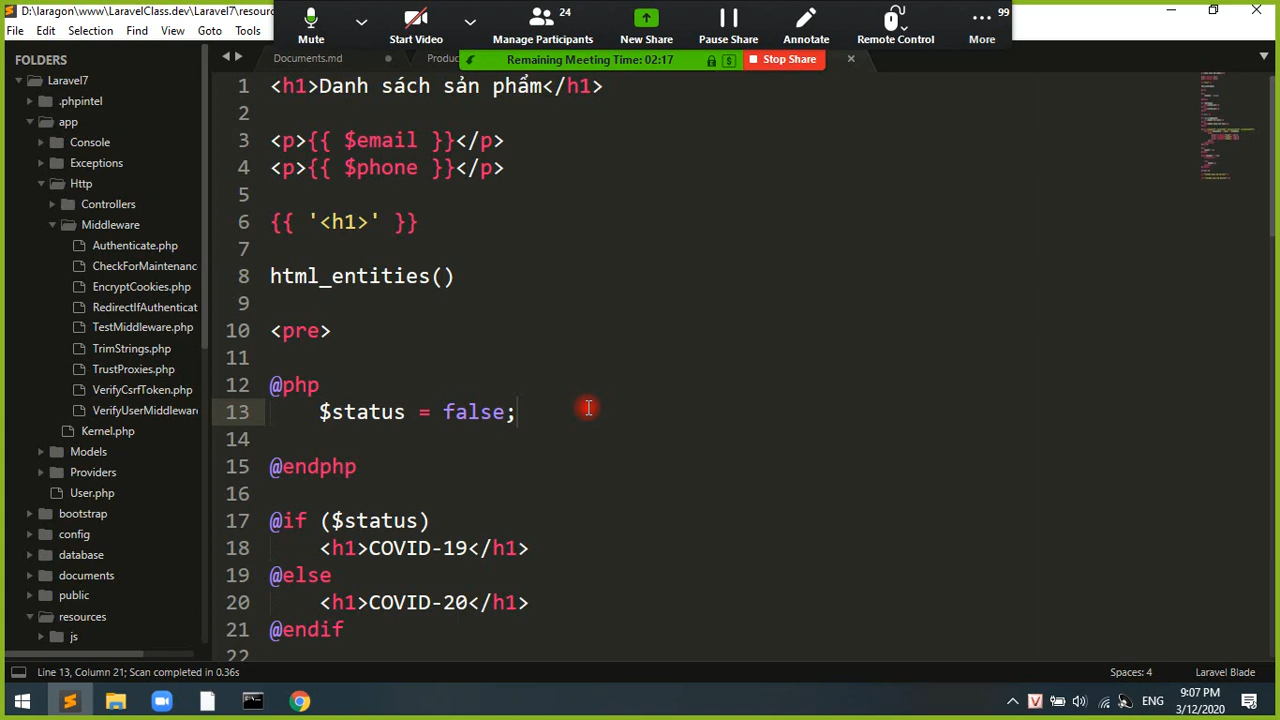 D:\laragon\www\LaravelClass.dev\Laravel7\resour
File Edit Selection Find View Goto Tools
Mute
Start Video
24
Manage Participants
New Share
Pause Share
Annotate
Remote Control
99
More
Remaining Meeting Time: 02:17
Stop Share
FOLDERS
Laravel7
.phpintel
app
Console
Exceptions
Http
Controllers
Middleware
Authenticate.php
CheckForMaintenanc
EncryptCookies.php
RedirectIfAuthenticat
TestMiddleware.php
TrimStrings.php
TrustProxies.php
VerifyCsrfToken.php
VerifyUserMiddleware
Kernel.php
Models
Providers
User.php
bootstrap
config
database
documents
public
resources
js
Documents.md
Produc
1 <h1>Danh sách sản phẩm</h1>
2
3 <p>{{ $email }}</p>
4 <p>{{ $phone }}</p>
5
6 {{ '<h1>' }}
7
8 html_entities()
9
10 <pre>
11
12 @php
13 $status = false;
14
15 @endphp
16
17 @if ($status)
18 <h1>COVID-19</h1>
19 @else
20 <h1>COVID-20</h1>
21 @endif
22
Line 13, Column 21; Scan completed in 0.36s
Spaces: 4
Laravel Blade
ENG
9:07 PM
3/12/2020